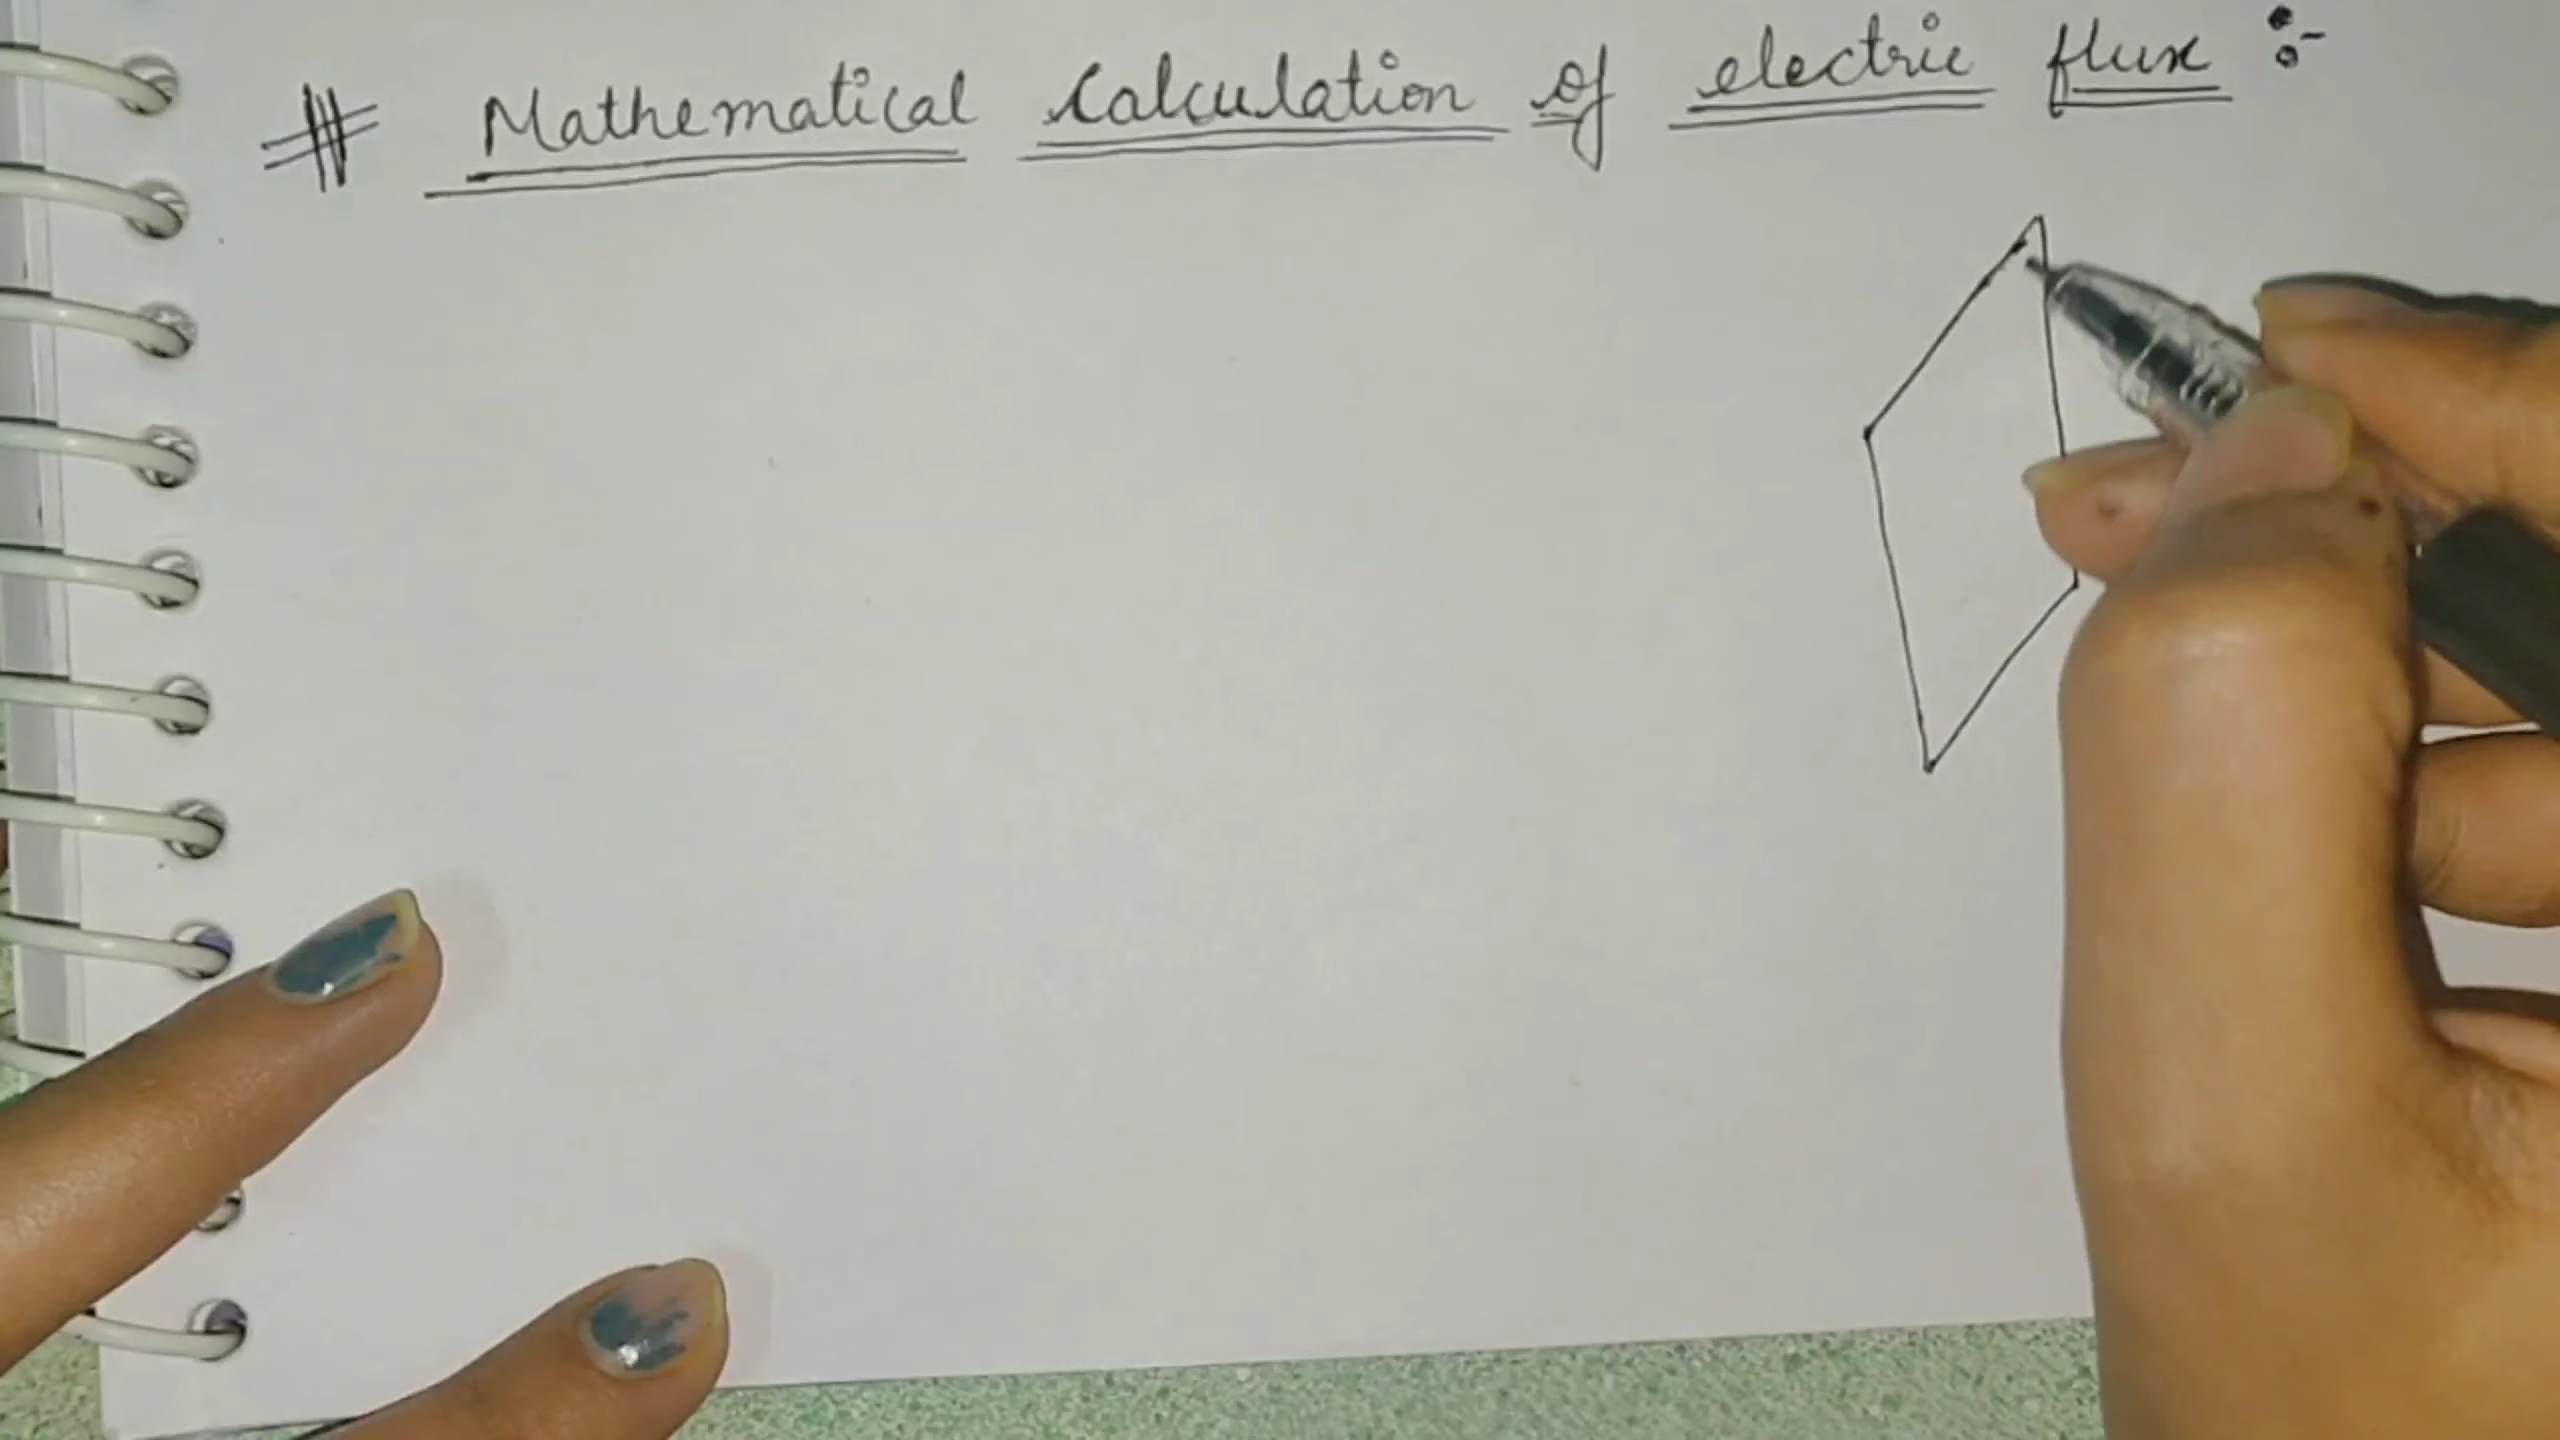 # Mathematical Calculation of electric flux :-